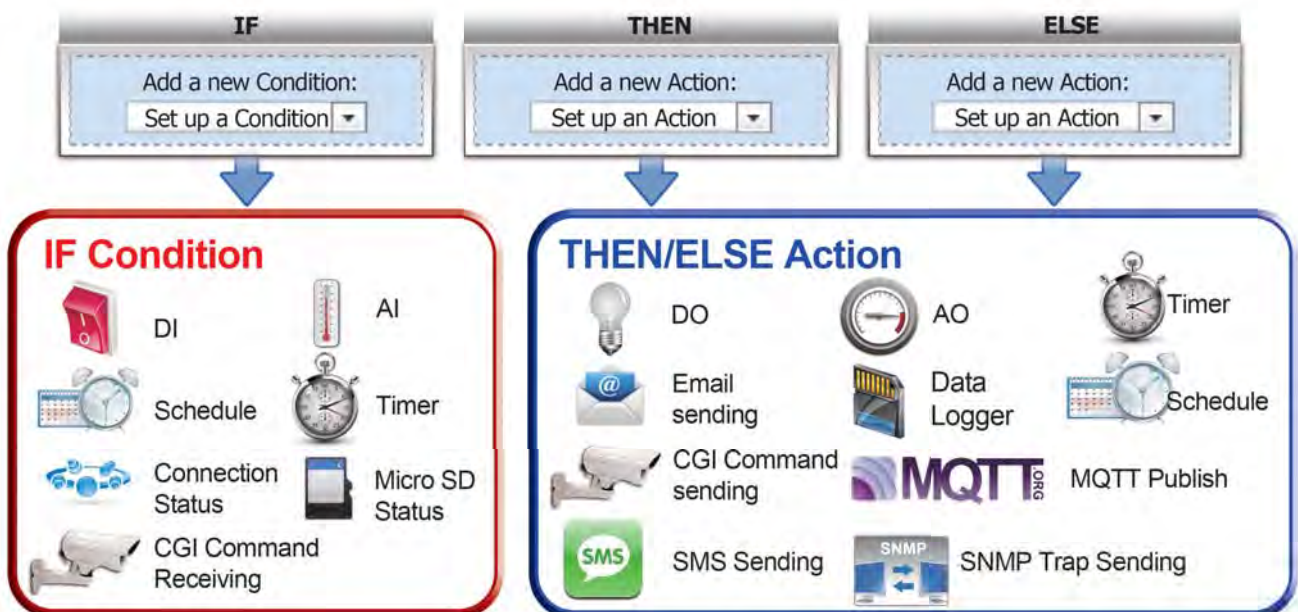 IF
THEN
ELSE
Add a new Condition:
Set up a Condition
Add a new Action:
Set up an Action
Add a new Action:
Set up an Action
IF Condition
DI
AI
Schedule
Timer
Connection
Status
Micro SD
Status
CGI Command
Receiving
THEN/ELSE Action
DO
AO
Timer
@
Email
sending
Data
Logger
Schedule
CGI Command
sending
MQTT.ORG
MQTT Publish
SMS
SMS Sending
SNMP
SNMP Trap Sending